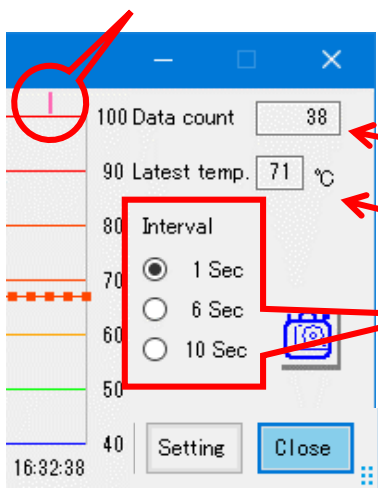 100 Data count 38
90 Latest temp. 71 ℃
80 Interval
70 1 Sec
6 Sec
60 10 Sec
50
40 Setting Close
16:32:38